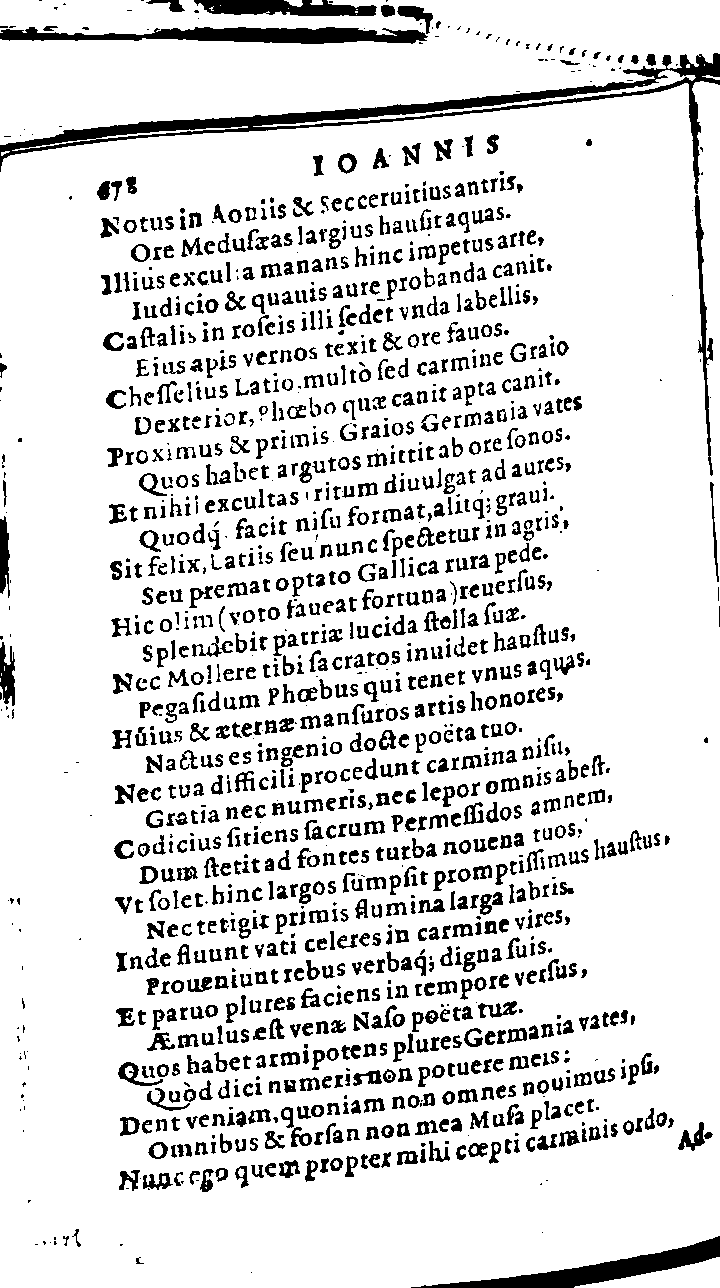 678 IOANNIS
Notus in Aoniis & Secceruitius antris,
Ore Meduſæas largius hauſit aquas.
Illius exculta manans hinc impetus arte,
Iudicio & quauis aure probanda canit.
Caſtalis in roſeis illi ſedet vnda labellis,
Eius apis vernos texit & ore fauos.
Cheſſelius Latio, multò ſed carmine Graio
Dexterior, Phœbo quæ canit apta canit.
Proximus & primis Graios Germania vates
Quos habet argutos mittit ab ore ſonos.
Et nihil excultas ritum diuulgat ad aures,
Quodq́; facit niſu format, alitq́; graui.
Sit felix, Latiis ſeu nunc ſpectetur in agris,
Seu premat optato Gallica rura pede.
Hic olim (voto faueat fortuna) reuerſus,
Splendebit patriæ lucida ſtella ſuæ.
Nec Mollere tibi ſacratos inuidet hauſtus,
Pegaſidum Phœbus qui tenet vnus aquas.
Húius & æternæ manſuros artis honores,
Nactus es ingenio docte poëta tuo.
Nec tua difficili procedunt carmina niſu,
Gratia nec numeris, nec lepor omnis abeſt.
Codicius ſitiens ſacrum Permeſſidos amnem,
Dum ſtetit ad fontes turba nouena tuos,
Vt ſolet hinc largos ſumpſit promptiſſimus hauſtus,
Nec tetigit primis flumina larga labris.
Inde fluunt vati celeres in carmine vires,
Proueniunt rebus verbaq́; digna ſuis.
Et paruo plures faciens in tempore verſus,
Æmulus eſt venæ Naſo poëta tuæ.
Quos habet armipotens plures Germania vates,
Quòd dici numeris non potuere meis:
Dent veniam, quoniam non omnes nouimus ipſi,
Omnibus & forſan non mea Muſa placet.
Nunc ego quem propter mihi cœpti carminis ordo,
Ad-